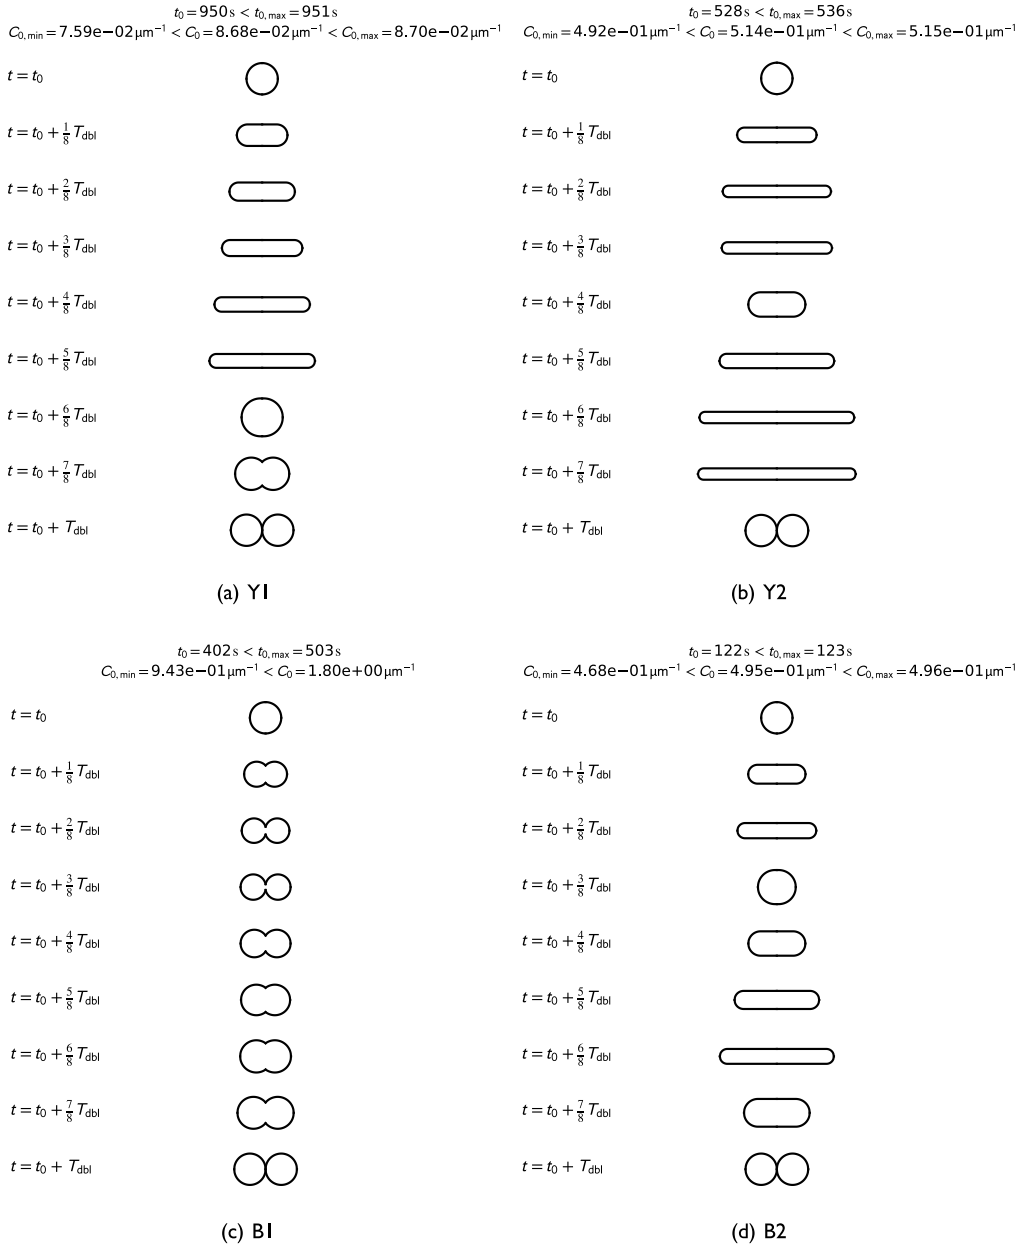 t₀ = 950 s < t₀,max = 951 s
C₀,min = 7.59e−02 μm⁻¹ < C₀ = 8.68e−02 μm⁻¹ < C₀,max = 8.70e−02 μm⁻¹
t = t₀
t = t₀ + 1/8 T_dbl
t = t₀ + 2/8 T_dbl
t = t₀ + 3/8 T_dbl
t = t₀ + 4/8 T_dbl
t = t₀ + 5/8 T_dbl
t = t₀ + 6/8 T_dbl
t = t₀ + 7/8 T_dbl
t = t₀ + T_dbl
(a) Y1
t₀ = 528 s < t₀,max = 536 s
C₀,min = 4.92e−01 μm⁻¹ < C₀ = 5.14e−01 μm⁻¹ < C₀,max = 5.15e−01 μm⁻¹
t = t₀
t = t₀ + 1/8 T_dbl
t = t₀ + 2/8 T_dbl
t = t₀ + 3/8 T_dbl
t = t₀ + 4/8 T_dbl
t = t₀ + 5/8 T_dbl
t = t₀ + 6/8 T_dbl
t = t₀ + 7/8 T_dbl
t = t₀ + T_dbl
(b) Y2
t₀ = 402 s < t₀,max = 503 s
C₀,min = 9.43e−01 μm⁻¹ < C₀ = 1.80e+00 μm⁻¹
t = t₀
t = t₀ + 1/8 T_dbl
t = t₀ + 2/8 T_dbl
t = t₀ + 3/8 T_dbl
t = t₀ + 4/8 T_dbl
t = t₀ + 5/8 T_dbl
t = t₀ + 6/8 T_dbl
t = t₀ + 7/8 T_dbl
t = t₀ + T_dbl
(c) B1
t₀ = 122 s < t₀,max = 123 s
C₀,min = 4.68e−01 μm⁻¹ < C₀ = 4.95e−01 μm⁻¹ < C₀,max = 4.96e−01 μm⁻¹
t = t₀
t = t₀ + 1/8 T_dbl
t = t₀ + 2/8 T_dbl
t = t₀ + 3/8 T_dbl
t = t₀ + 4/8 T_dbl
t = t₀ + 5/8 T_dbl
t = t₀ + 6/8 T_dbl
t = t₀ + 7/8 T_dbl
t = t₀ + T_dbl
(d) B2